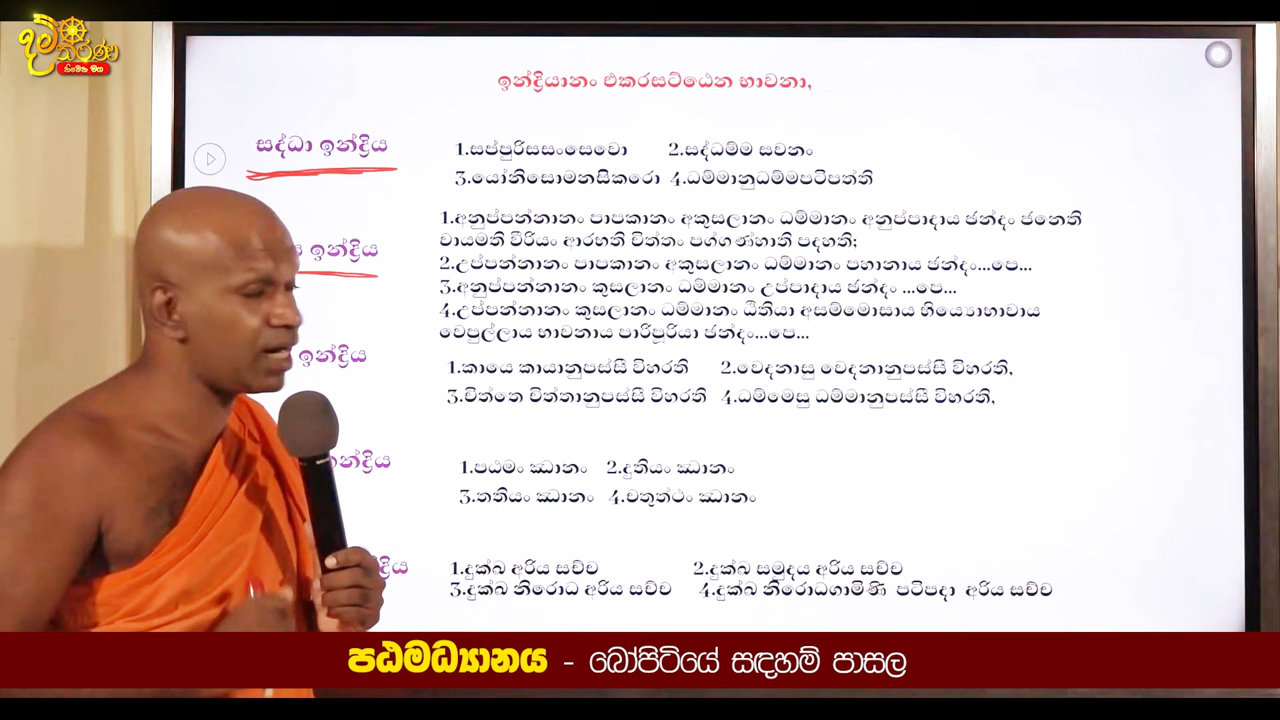 දම්
තිරණ
ඉන්ද්‍රියානං එකරසට්ඨෙන භාවනා,
සද්ධා ඉන්ද්‍රිය
1.සප්පුරිසසංසෙවො 2.සද්ධම්ම සවනං
3.යෝනිසොමනසිකරො 4.ධම්මානුධම්මපටිපත්ති
1.අනුප්පන්නානං පාපකානං අකුසලානං ධම්මානං අනුප්පාදාය ඡන්දං ජනෙති
ඉන්ද්‍රිය
වායමති වීරියං ආරභති චිත්තං පග්ගණ්හාති පදහති;
2.උප්පන්නානං පාපකානං අකුසලානං ධම්මානං පහානාය ඡන්දං...පෙ...
3.අනුප්පන්නානං කුසලානං ධම්මානං උප්පාදාය ඡන්දං ...පෙ...
4.උප්පන්නානං කුසලානං ධම්මානං ඨිතියා අසම්මොසාය භිය්‍යොභාවාය
වෙපුල්ලාය භාවනාය පාරිපූරියා ඡන්දං...පෙ...
ඉන්ද්‍රිය
1.කායෙ කායානුපස්සී විහරති 2.වෙදනාසු වෙදනානුපස්සී විහරති,
3.චිත්තෙ චිත්තානුපස්සී විහරති 4.ධම්මෙසු ධම්මානුපස්සී විහරති,
1.පඨමං ඣානං 2.දුතියං ඣානං
3.තතියං ඣානං 4.චතුත්ථං ඣානං
1.දුක්ඛ අරිය සච්ච 2.දුක්ඛ සමුදය අරිය සච්ච
3.දුක්ඛ නිරොධ අරිය සච්ච 4.දුක්ඛ නිරොධගාමිණි පටිපදා අරිය සච්ච
පඨමධ්‍යානය - බෝපිටියේ සඳහම් පාසල